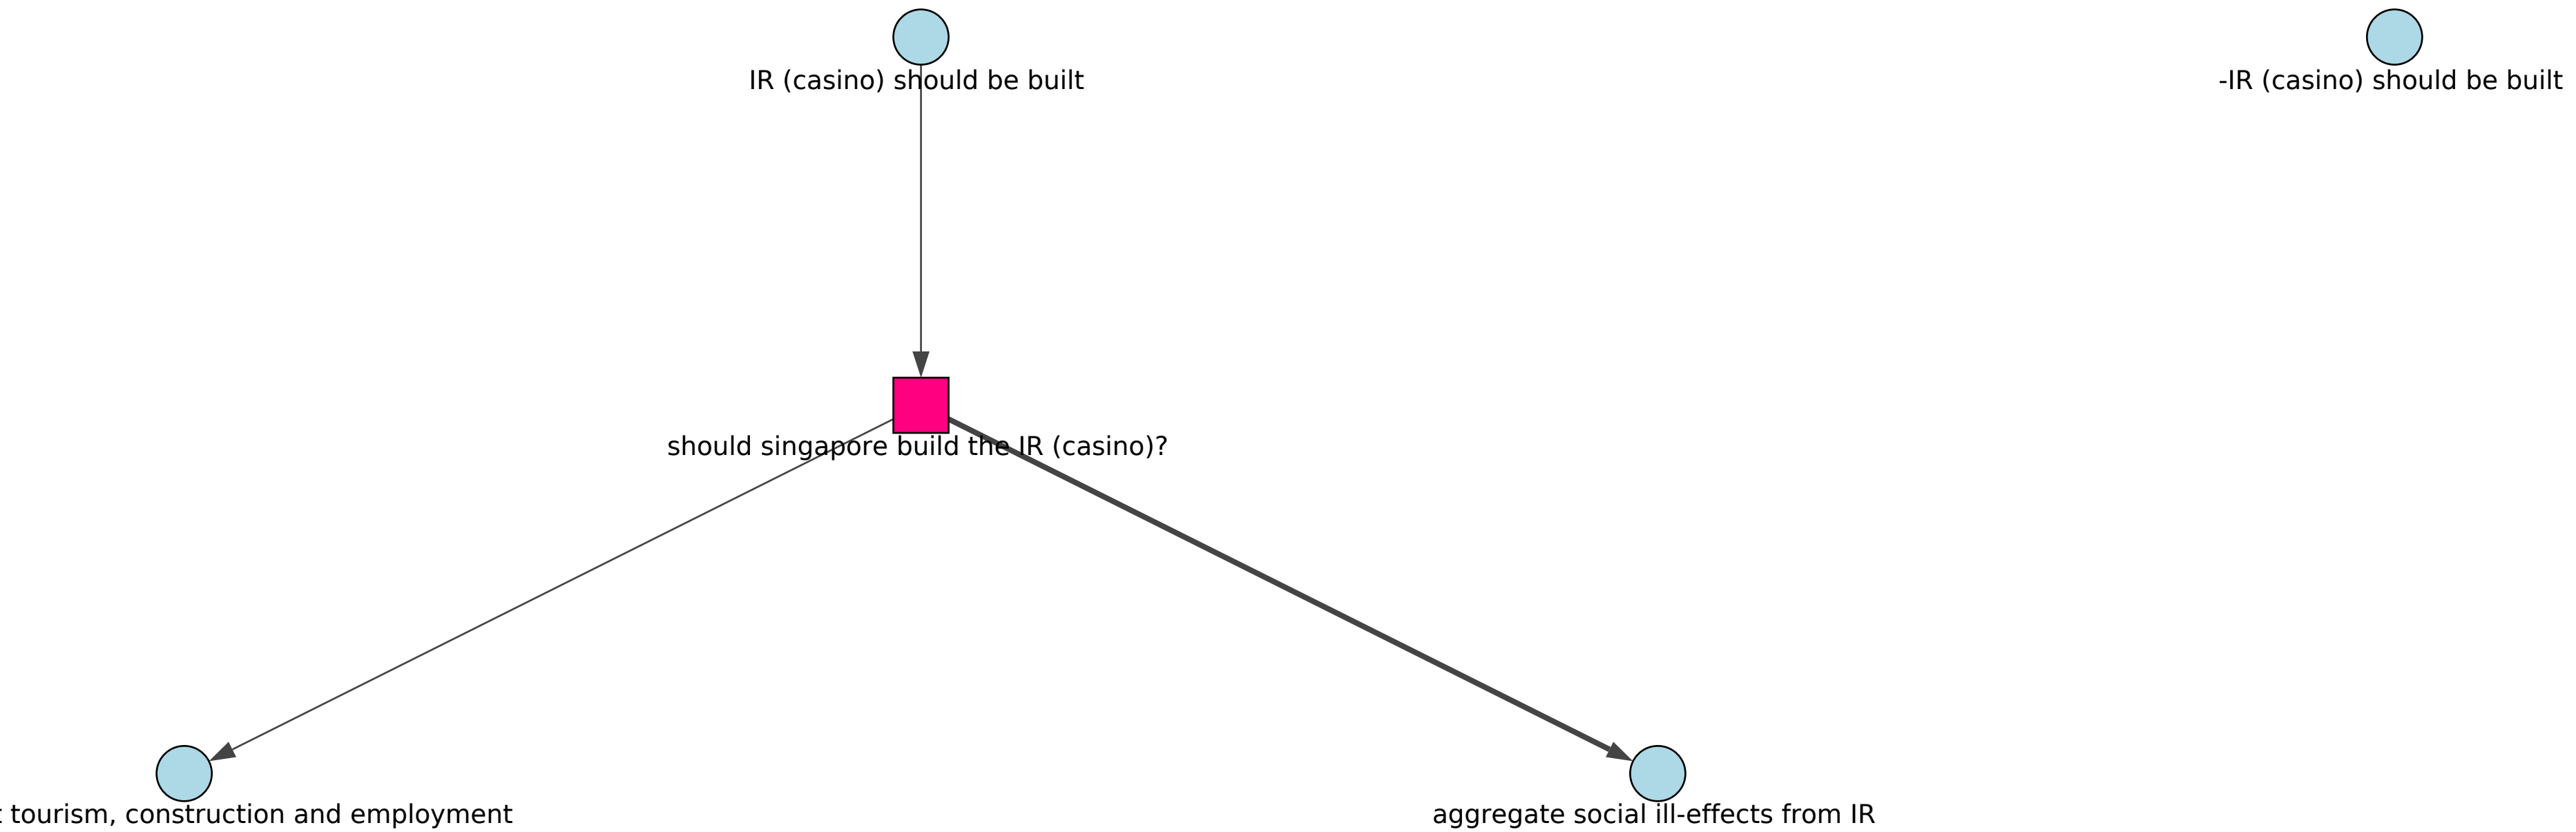 IR (casino) should be built
-IR (casino) should be built
should singapore build the IR (casino)?
tourism, construction and employment
aggregate social ill-effects from IR